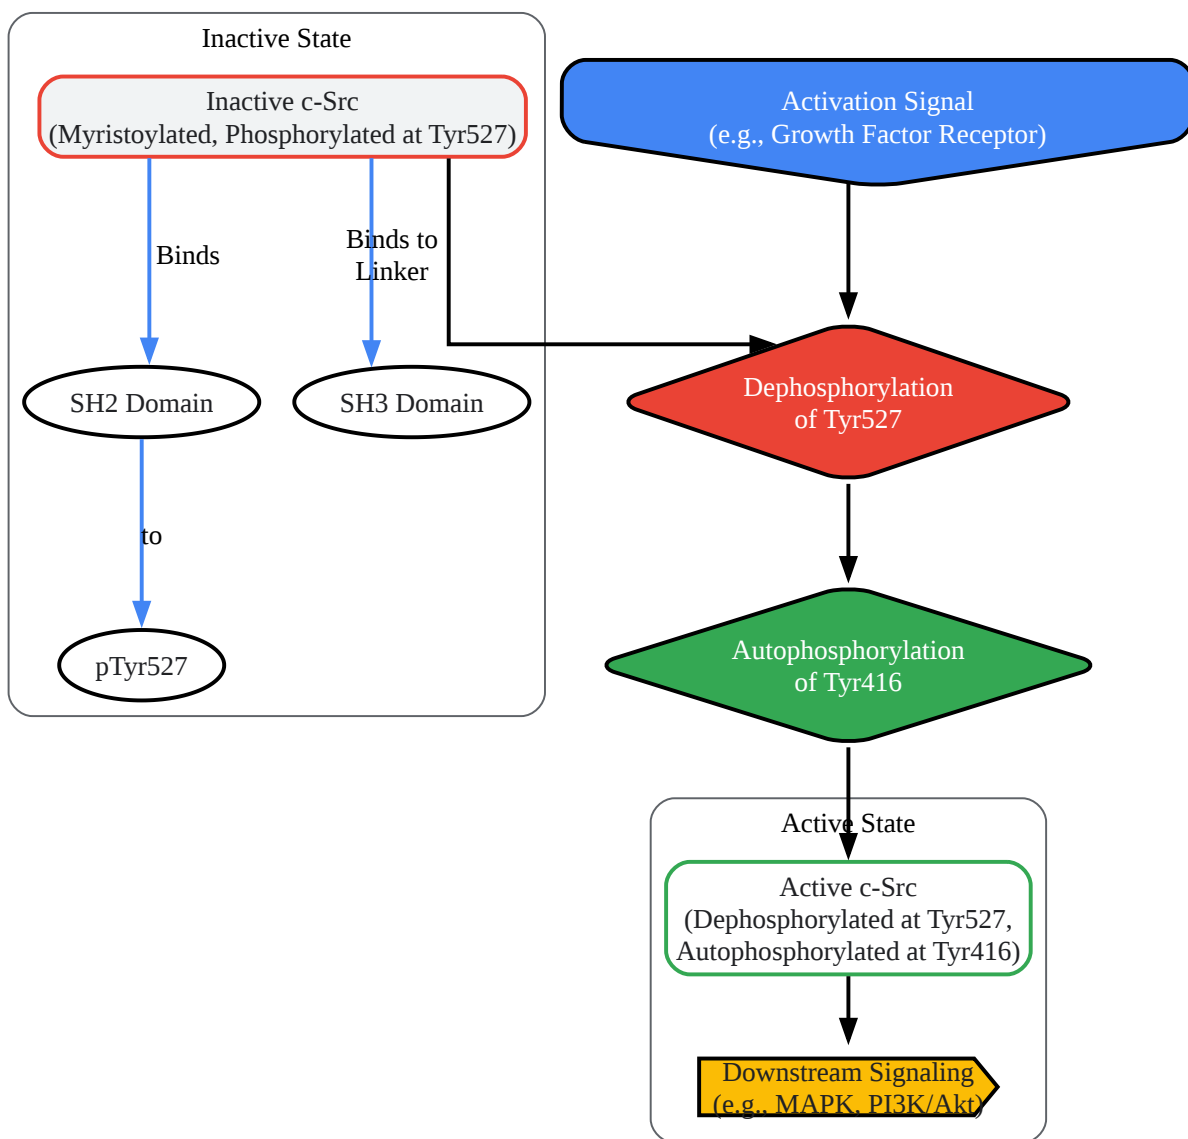 Inactive State
Inactive c-Src
(Myristoylated, Phosphorylated at Tyr527)
Activation Signal
(e.g., Growth Factor Receptor)
Binds
Binds to
Linker
SH2 Domain
SH3 Domain
Dephosphorylation
of Tyr527
to
pTyr527
Autophosphorylation
of Tyr416
Active State
Active c-Src
(Dephosphorylated at Tyr527,
Autophosphorylated at Tyr416)
Downstream Signaling
(e.g., MAPK, PI3K/Akt)